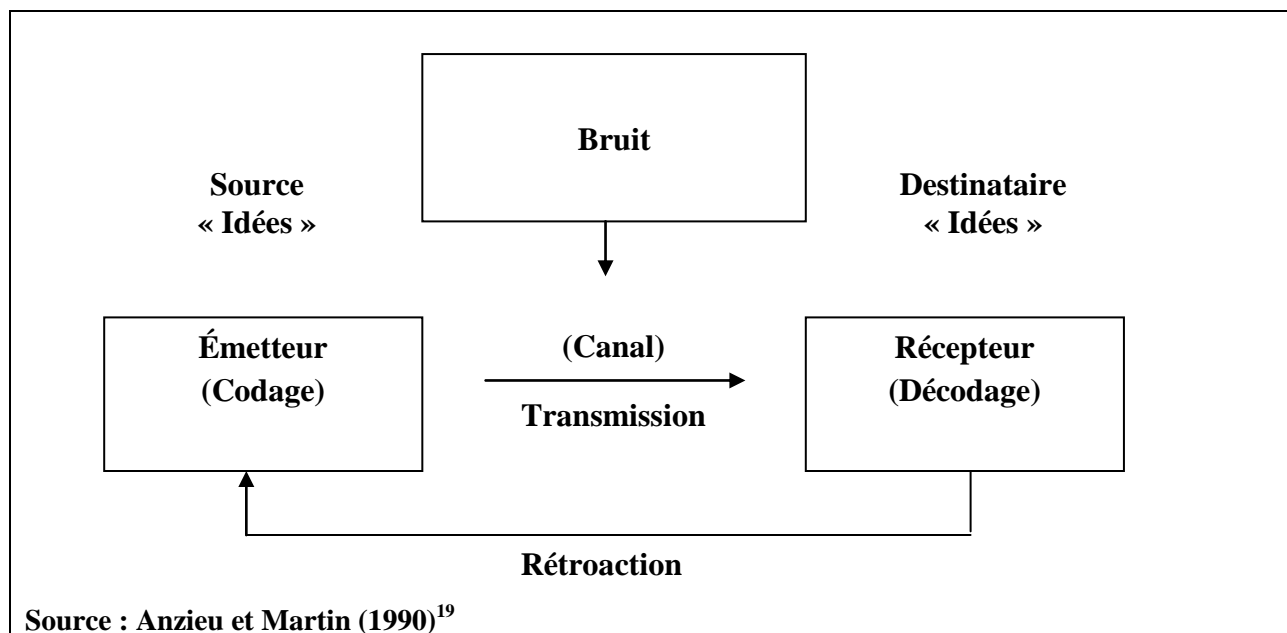 Bruit
Source
« Idées »
Destinataire
« Idées »
Émetteur
(Codage)
(Canal)
Transmission
Récepteur
(Décodage)
Rétroaction
Source : Anzieu et Martin (1990)19